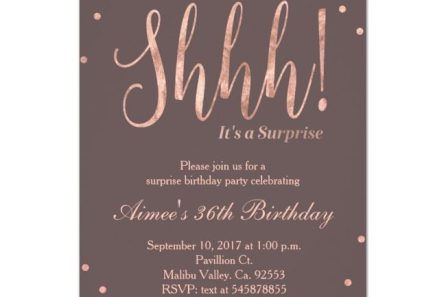 Shhh!
It's a Surprise
Please join us for a
surprise birthday party celebrating
Aimee's 36th Birthday
September 10, 2017 at 1:00 p.m.
Pavillion Ct.
Malibu Valley. Ca. 92553
RSVP: text at 545878855